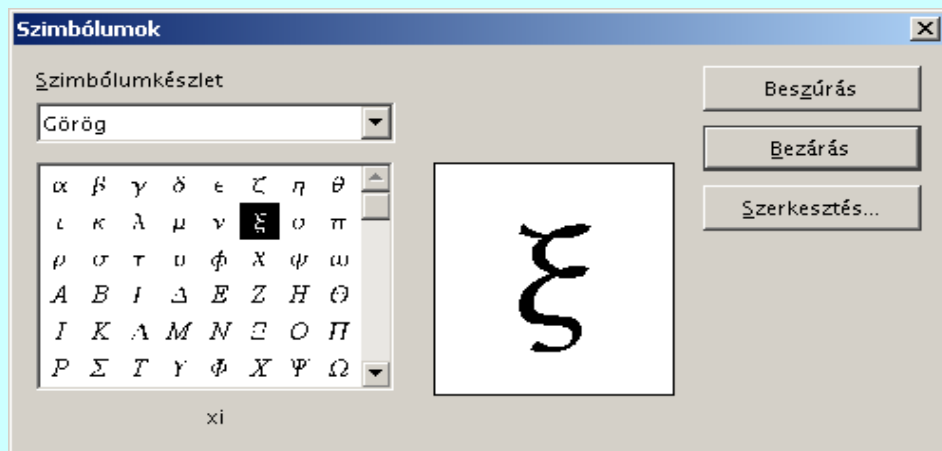 Szimbólumok
Szimbólumkészlet
Görög
Beszúrás
Bezárás
Szerkesztés...
α β γ δ ϵ ζ η θ
ι κ λ μ ν ξ ο π
ρ σ τ υ ϕ χ ψ ω
Α Β Γ Δ Ε Ζ Η Θ
Ι Κ Λ Μ Ν Ξ Ο Π
Ρ Σ Τ Υ Φ Χ Ψ Ω
ξ
xi